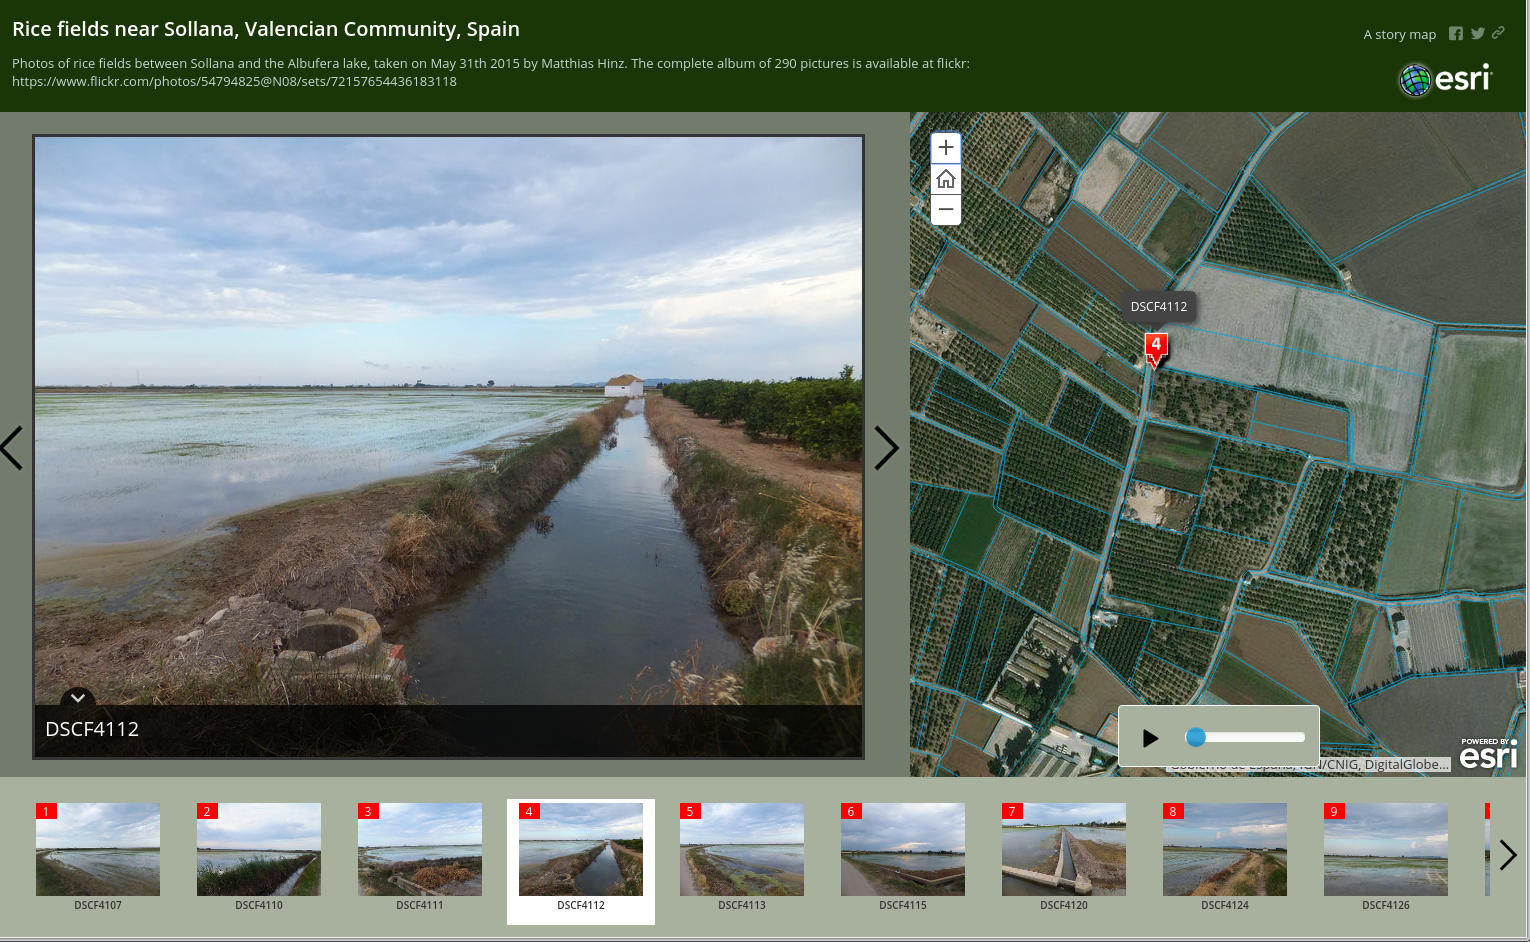 Rice fields near Sollana, Valencian Community, Spain
A story map
Photos of rice fields between Sollana and the Albufera lake, taken on May 31th 2015 by Matthias Hinz. The complete album of 290 pictures is available at flickr:
https://www.flickr.com/photos/54794825@N08/sets/72157654436183118
esri
DSCF4112
4
DSCF4112
POWERED BY
esri
/CNIG, DigitalGlobe...
1 2 3 4 5 6 7 8 9
DSCF4107 DSCF4110 DSCF4111 DSCF4112 DSCF4113 DSCF4115 DSCF4120 DSCF4124 DSCF4126